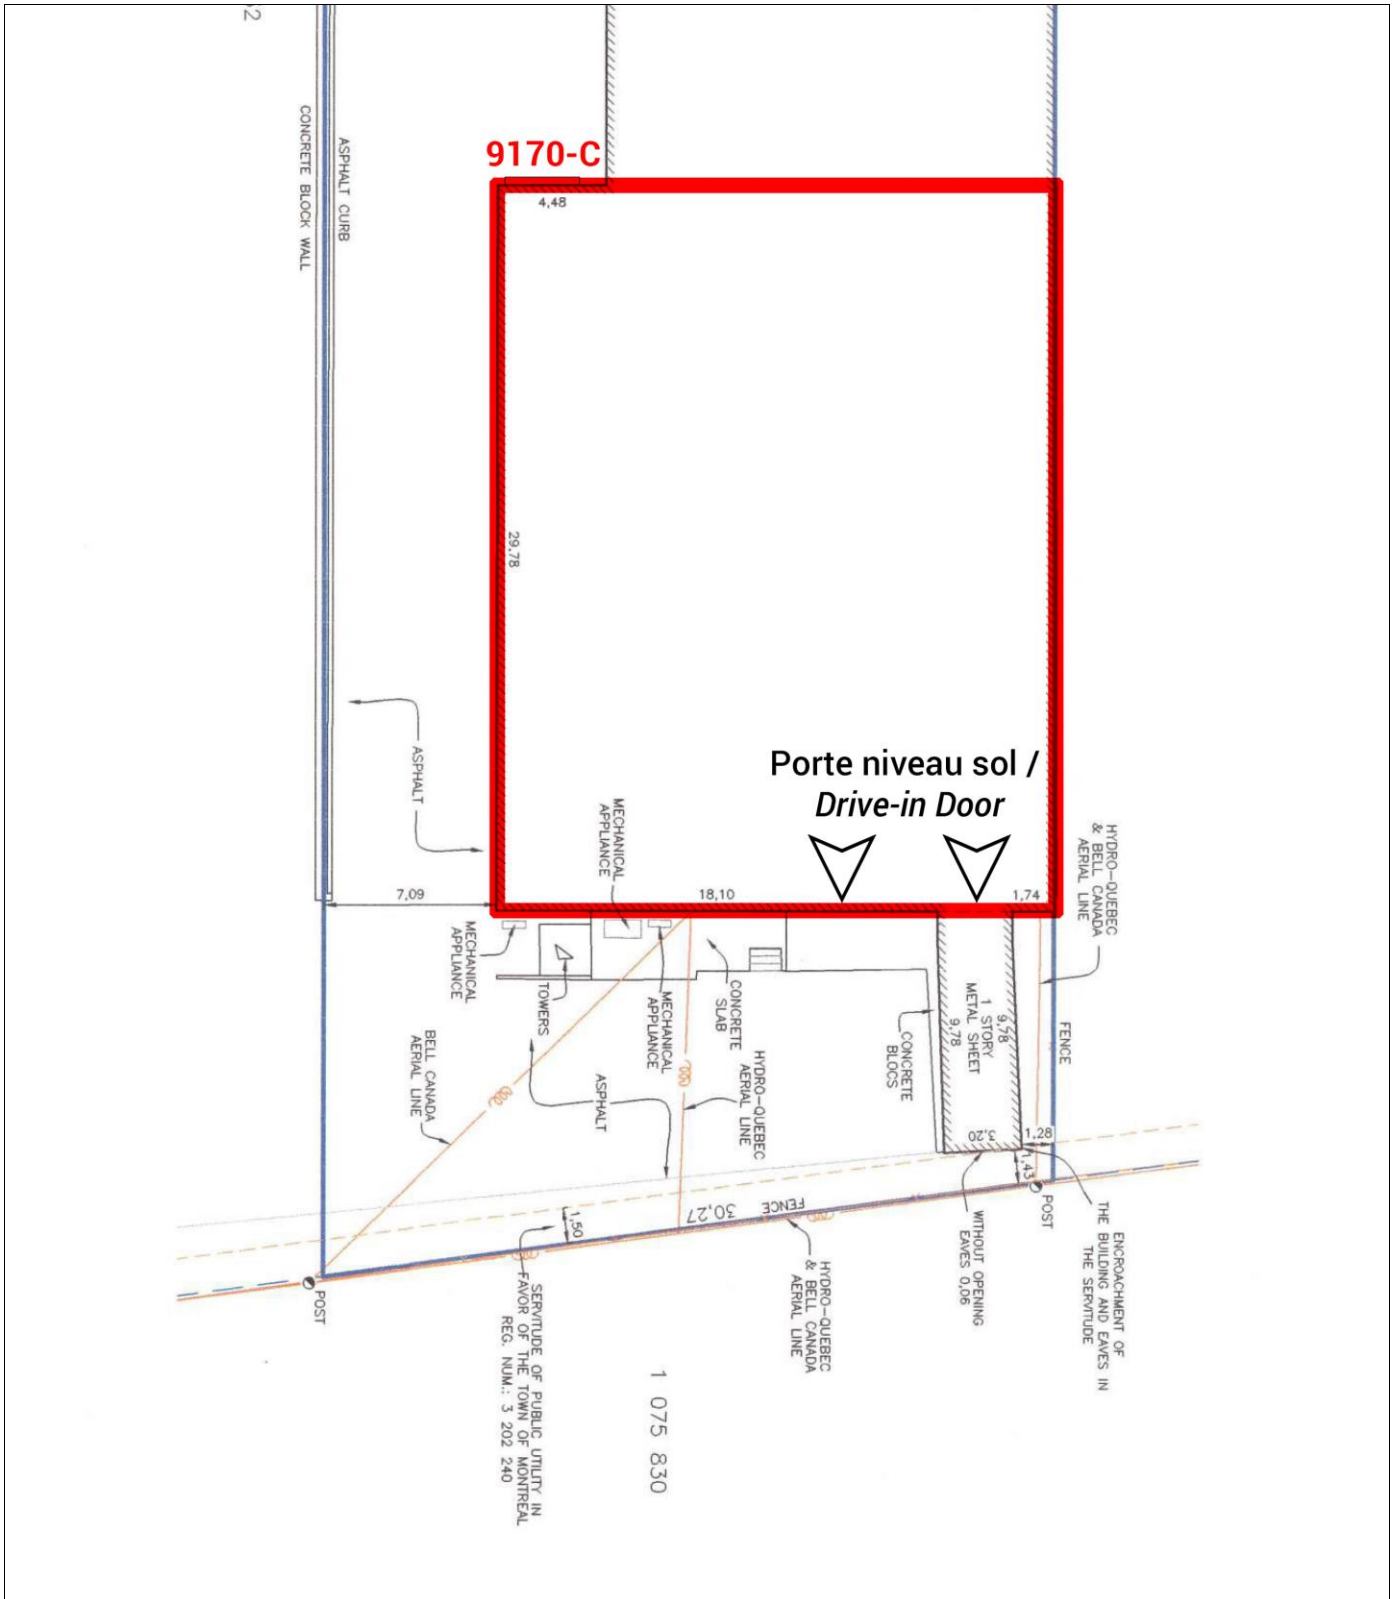 52
9170-C
4,48
ASPHALT CURB
CONCRETE BLOCK WALL
29,78
ASPHALT
Porte niveau sol /
Drive-in Door
MECHANICAL
APPLIANCE
HYDRO-QUEBEC
& BELL CANADA
AERIAL LINE
7,09
18,10
1,74
MECHANICAL
APPLIANCE
TOWERS
MECHANICAL
APPLIANCE
CONCRETE
SLAB
HYDRO-QUEBEC
AERIAL LINE
CONCRETE
BLOCS
9,78
1 STORY
METAL SHEET
9,78
FENCE
BELL CANADA
AERIAL LINE
ASPHALT
5,20
1,28
1,43
POST
FENCE
30,27
1,50
WITHOUT OPENING
EAVES 0,06
THE ENCROACHMENT OF
THE BUILDING AND EAVES IN
THE SERVITUDE
HYDRO-QUEBEC
& BELL CANADA
AERIAL LINE
POST
SERVITUDE OF PUBLIC UTILITY IN
FAVOR OF THE TOWN OF MONTREAL
REG. NUM.: 3 202 240
1 075 830